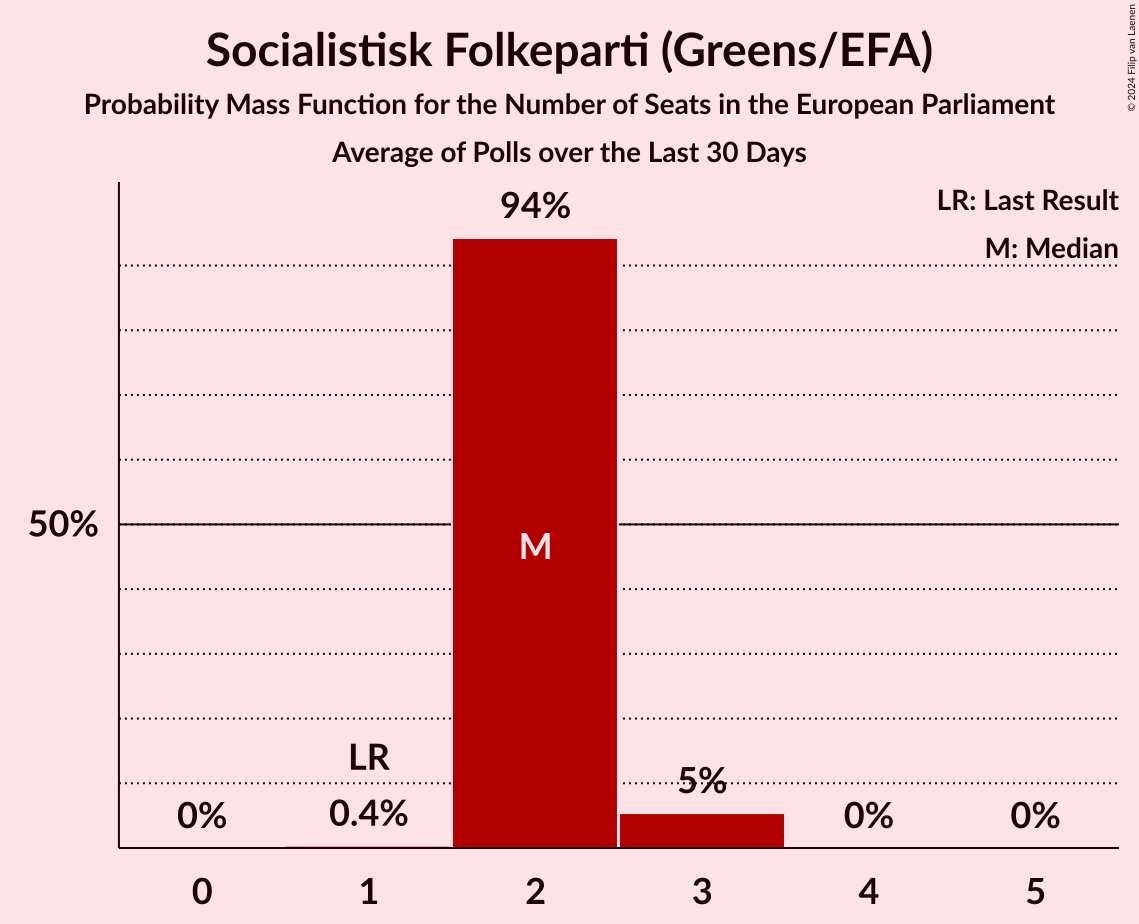 Socialistisk Folkeparti (Greens/EFA)
Probability Mass Function for the Number of Seats in the European Parliament
Average of Polls over the Last 30 Days
© 2024 Filip van Laenen
LR: Last Result
M: Median
94%
50%
M
LR
0%
0.4%
5%
0%
0%
0
1
2
3
4
5